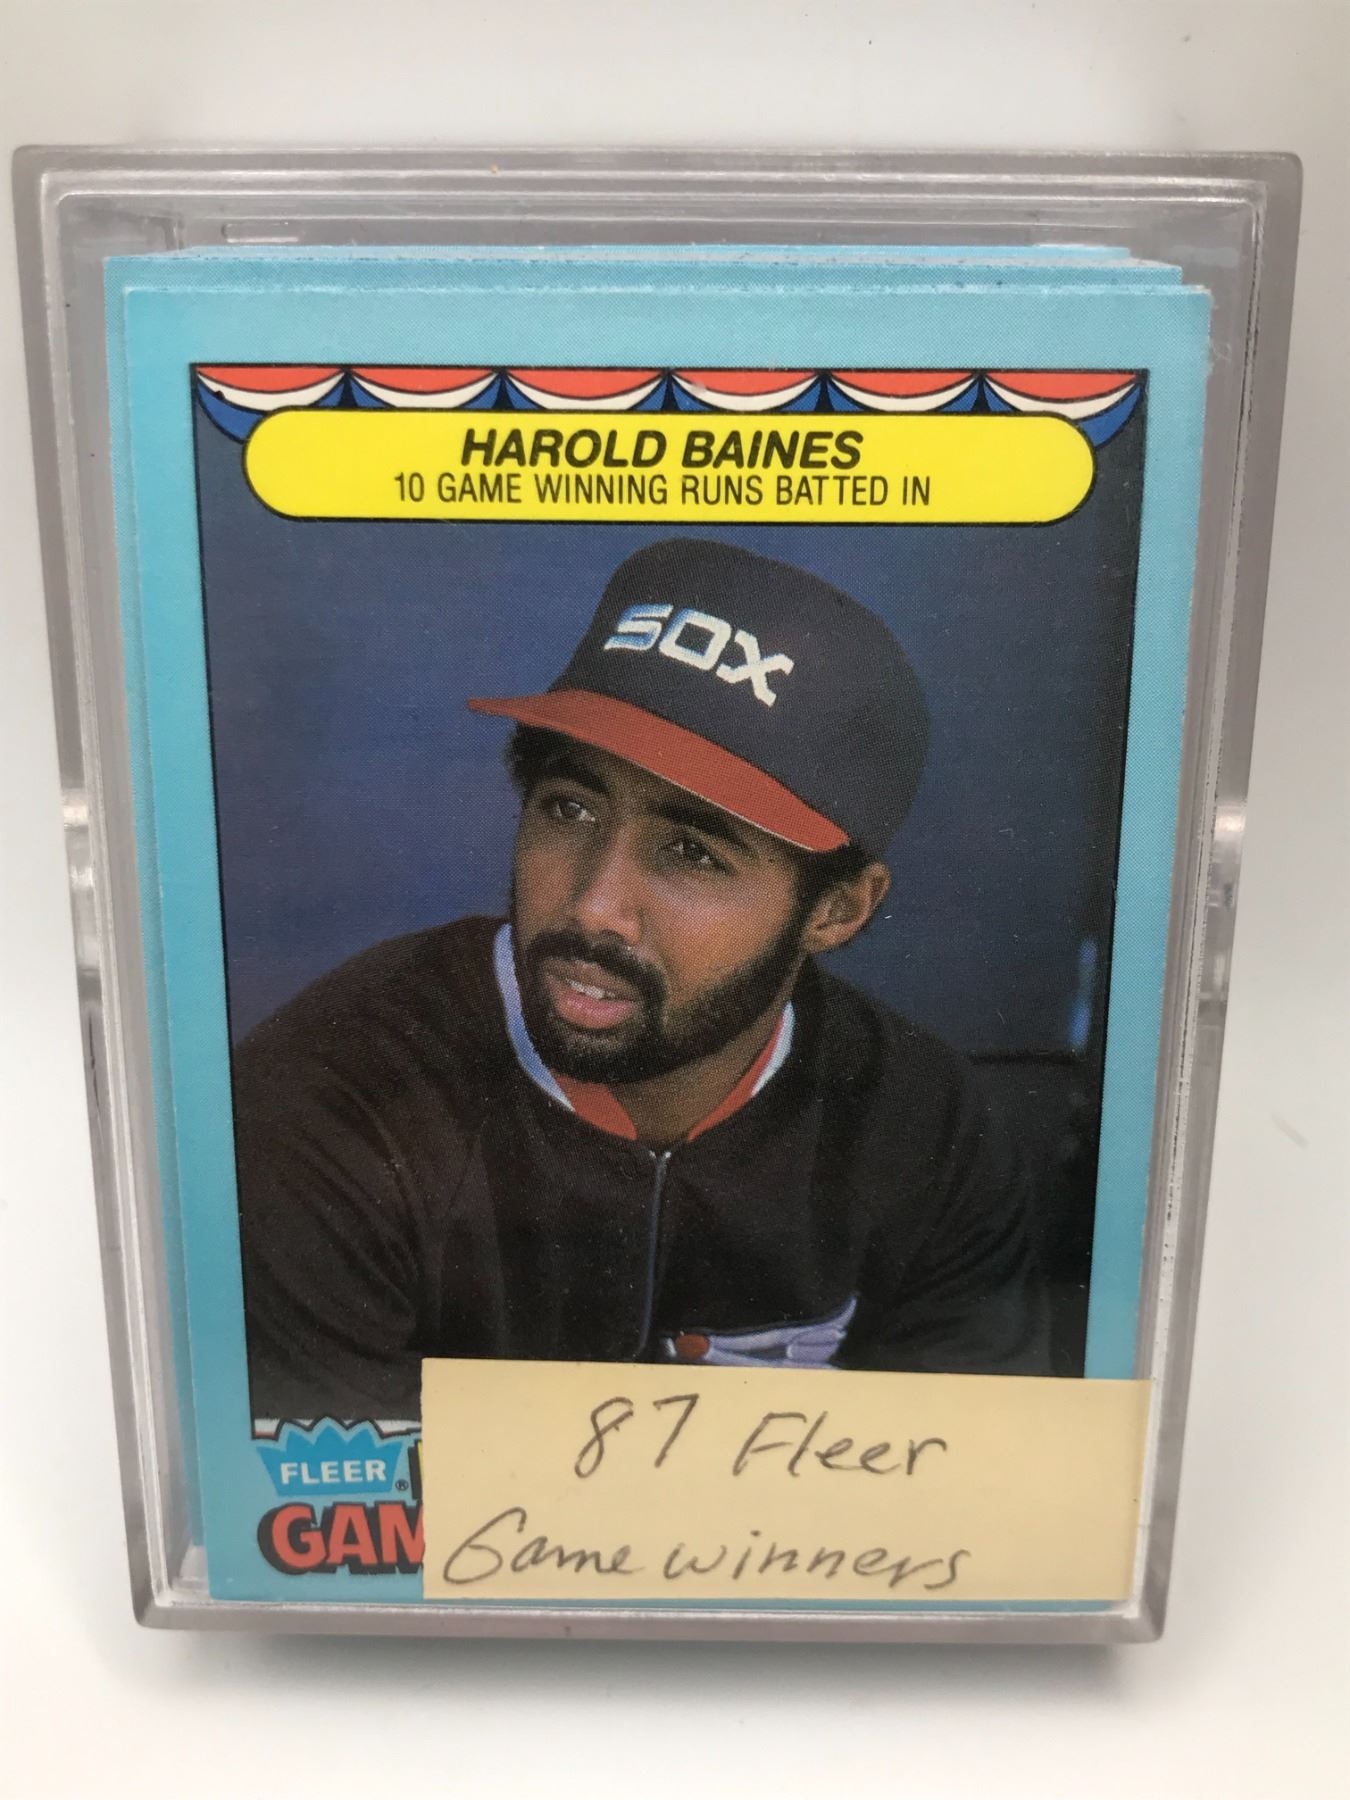 HAROLD BAINES
10 GAME WINNING RUNS BATTED IN
SOX
FLEER®
GAM
87 Fleer
Game winners